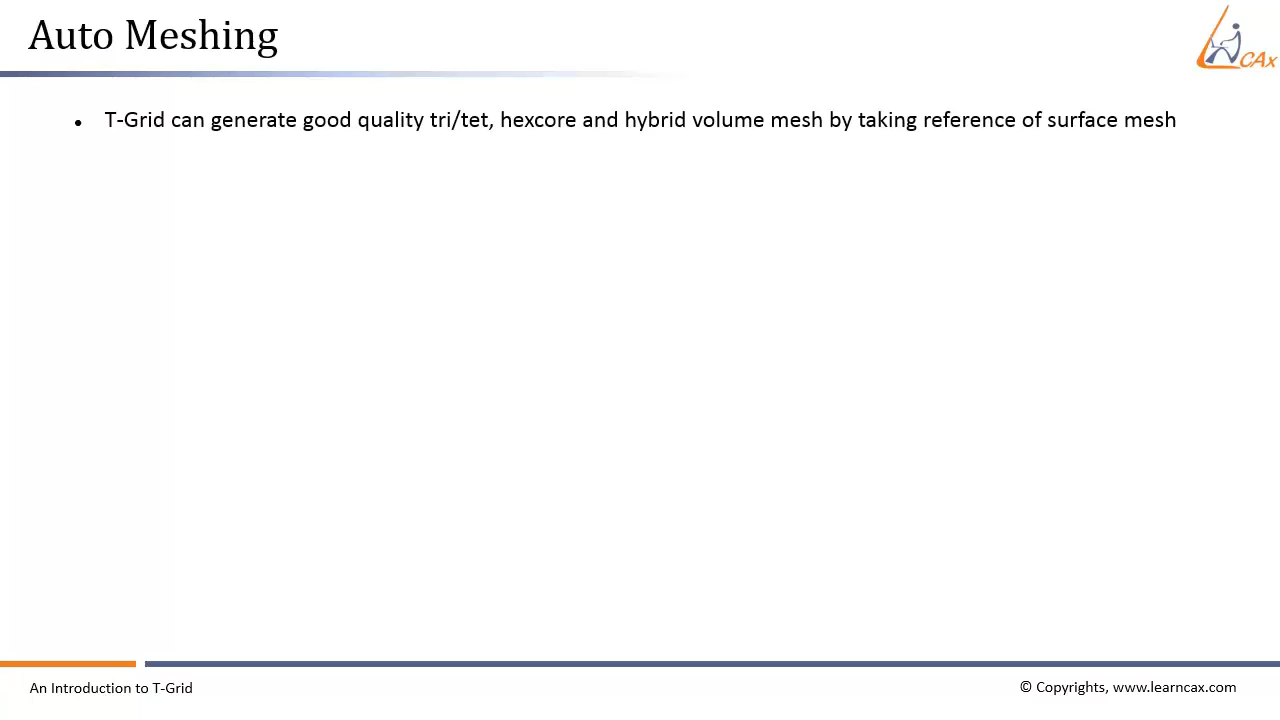 Auto Meshing
CAx
• T-Grid can generate good quality tri/tet, hexcore and hybrid volume mesh by taking reference of surface mesh
An Introduction to T-Grid
© Copyrights, www.learncax.com